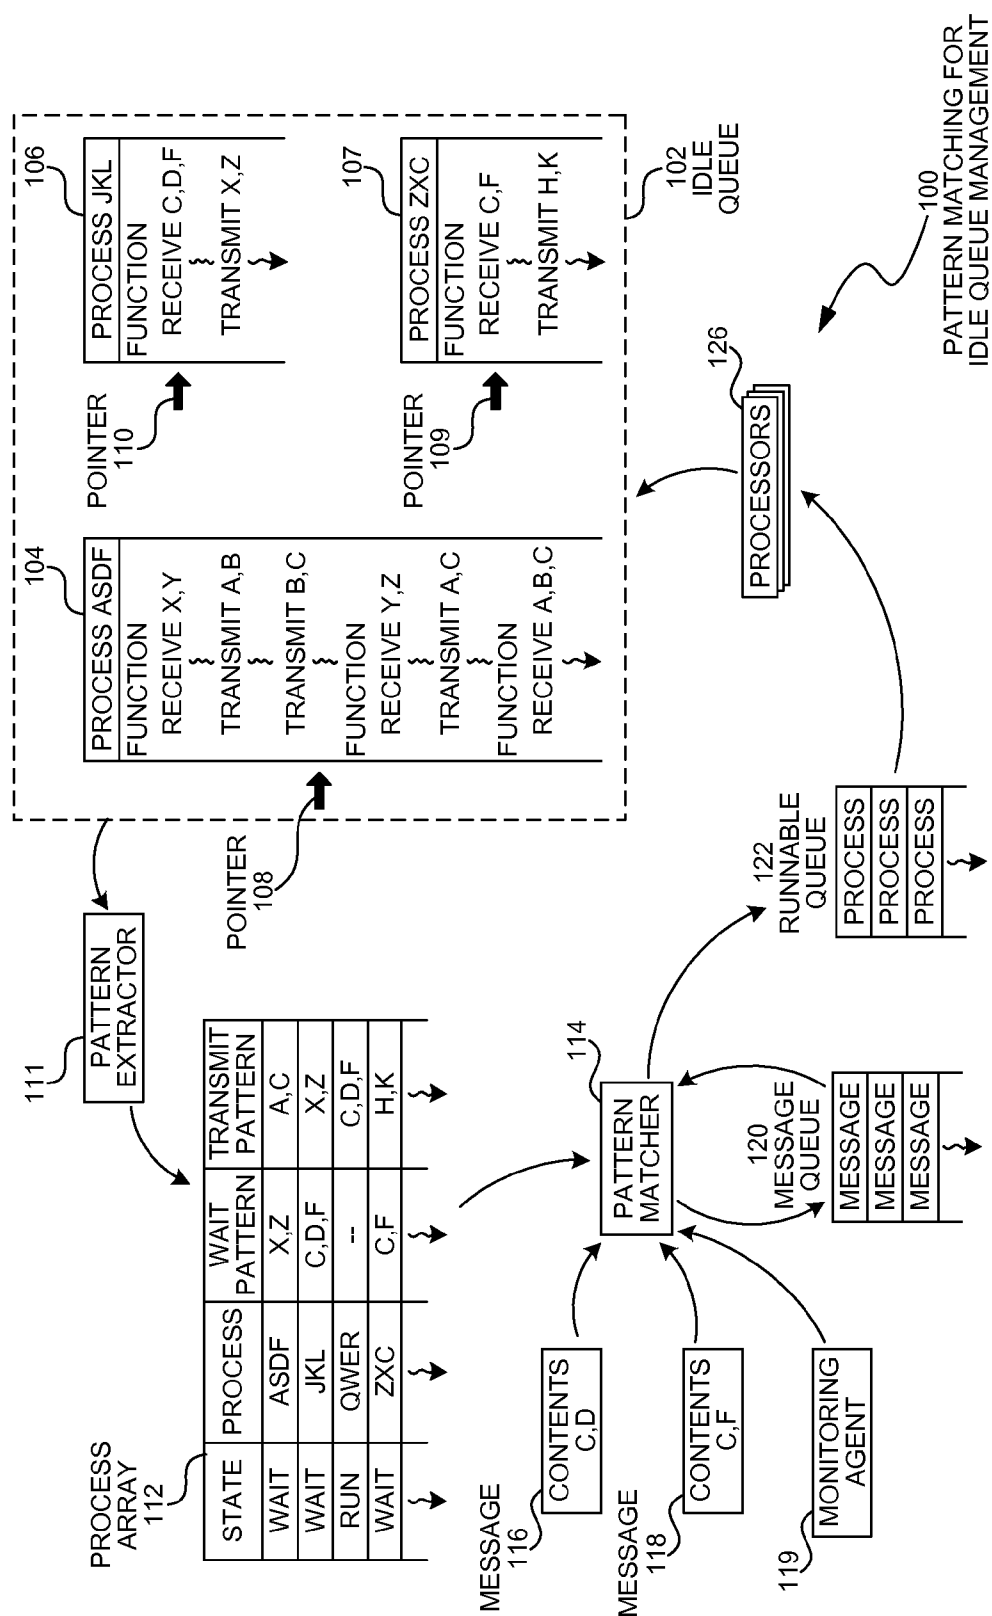 PROCESS
ARRAY
112
STATE PROCESS WAIT
PATTERN TRANSMIT
PATTERN
WAIT ASDF X,Z A,C
WAIT JKL C,D,F X,Z
RUN QWER -- C,D,F
WAIT ZXC C,F H,K
111
PATTERN
EXTRACTOR
POINTER
108
104
PROCESS ASDF
FUNCTION
RECEIVE X,Y
TRANSMIT A,B
TRANSMIT B,C
FUNCTION
RECEIVE Y,Z
TRANSMIT A,C
FUNCTION
RECEIVE A,B,C
POINTER
110
106
PROCESS JKL
FUNCTION
RECEIVE C,D,F
TRANSMIT X,Z
POINTER
109
107
PROCESS ZXC
FUNCTION
RECEIVE C,F
TRANSMIT H,K
102
IDLE
QUEUE
MESSAGE
116
CONTENTS
C,D
MESSAGE
118
CONTENTS
C,F
119
MONITORING
AGENT
114
PATTERN
MATCHER
120
MESSAGE
QUEUE
MESSAGE
MESSAGE
MESSAGE
122
RUNNABLE
QUEUE
PROCESS
PROCESS
PROCESS
126
PROCESSORS
100
PATTERN MATCHING FOR
IDLE QUEUE MANAGEMENT